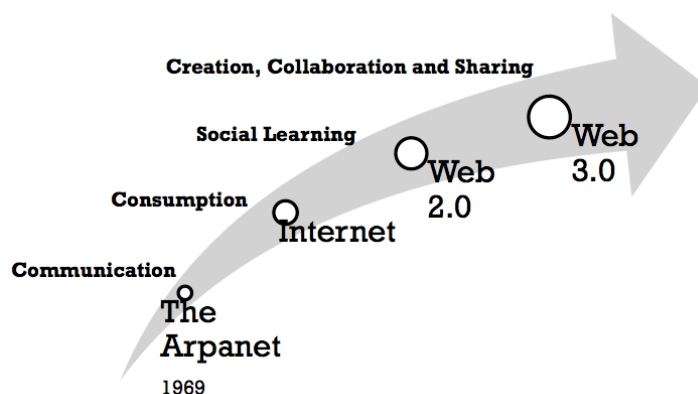 Creation, Collaboration and Sharing
Web
3.0
Social Learning
Web
2.0
Consumption
Internet
Communication
The
Arpanet
1969